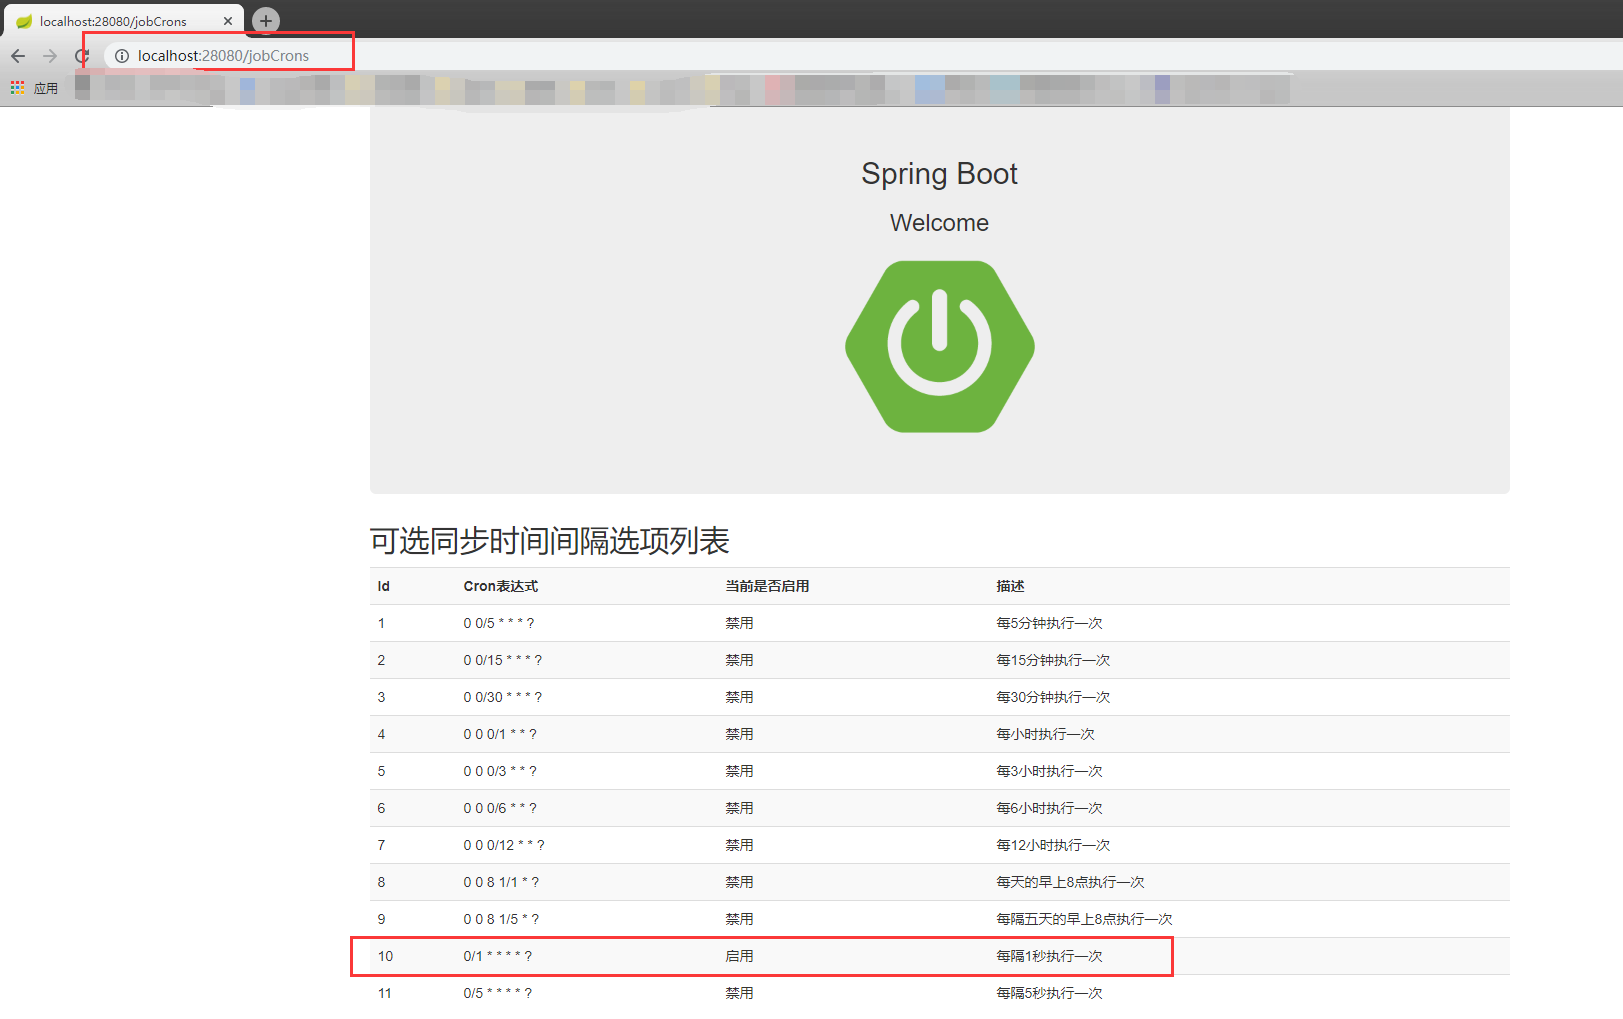 localhost:28080/jobCrons
localhost:28080/jobCrons
应用
Spring Boot
Welcome
可选同步时间间隔选项列表
Id Cron表达式 当前是否启用 描述
1 0 0/5 * * * ? 禁用 每5分钟执行一次
2 0 0/15 * * * ? 禁用 每15分钟执行一次
3 0 0/30 * * * ? 禁用 每30分钟执行一次
4 0 0 0/1 * * ? 禁用 每小时执行一次
5 0 0 0/3 * * ? 禁用 每3小时执行一次
6 0 0 0/6 * * ? 禁用 每6小时执行一次
7 0 0 0/12 * * ? 禁用 每12小时执行一次
8 0 0 8 1/1 * ? 禁用 每天的早上8点执行一次
9 0 0 8 1/5 * ? 禁用 每隔五天的早上8点执行一次
10 0/1 * * * * ? 启用 每隔1秒执行一次
11 0/5 * * * * ? 禁用 每隔5秒执行一次